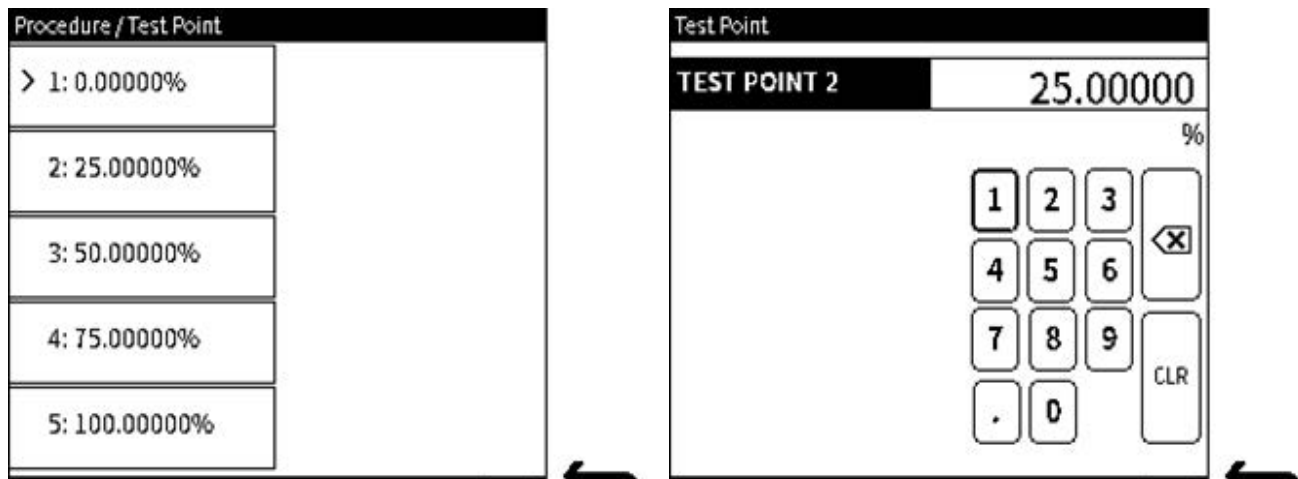 Procedure / Test Point
> 1: 0.00000%
2: 25.00000%
3: 50.00000%
4: 75.00000%
5: 100.00000%
Test Point
TEST POINT 2 25.00000
%
1 2 3
4 5 6
7 8 9
CLR
. 0